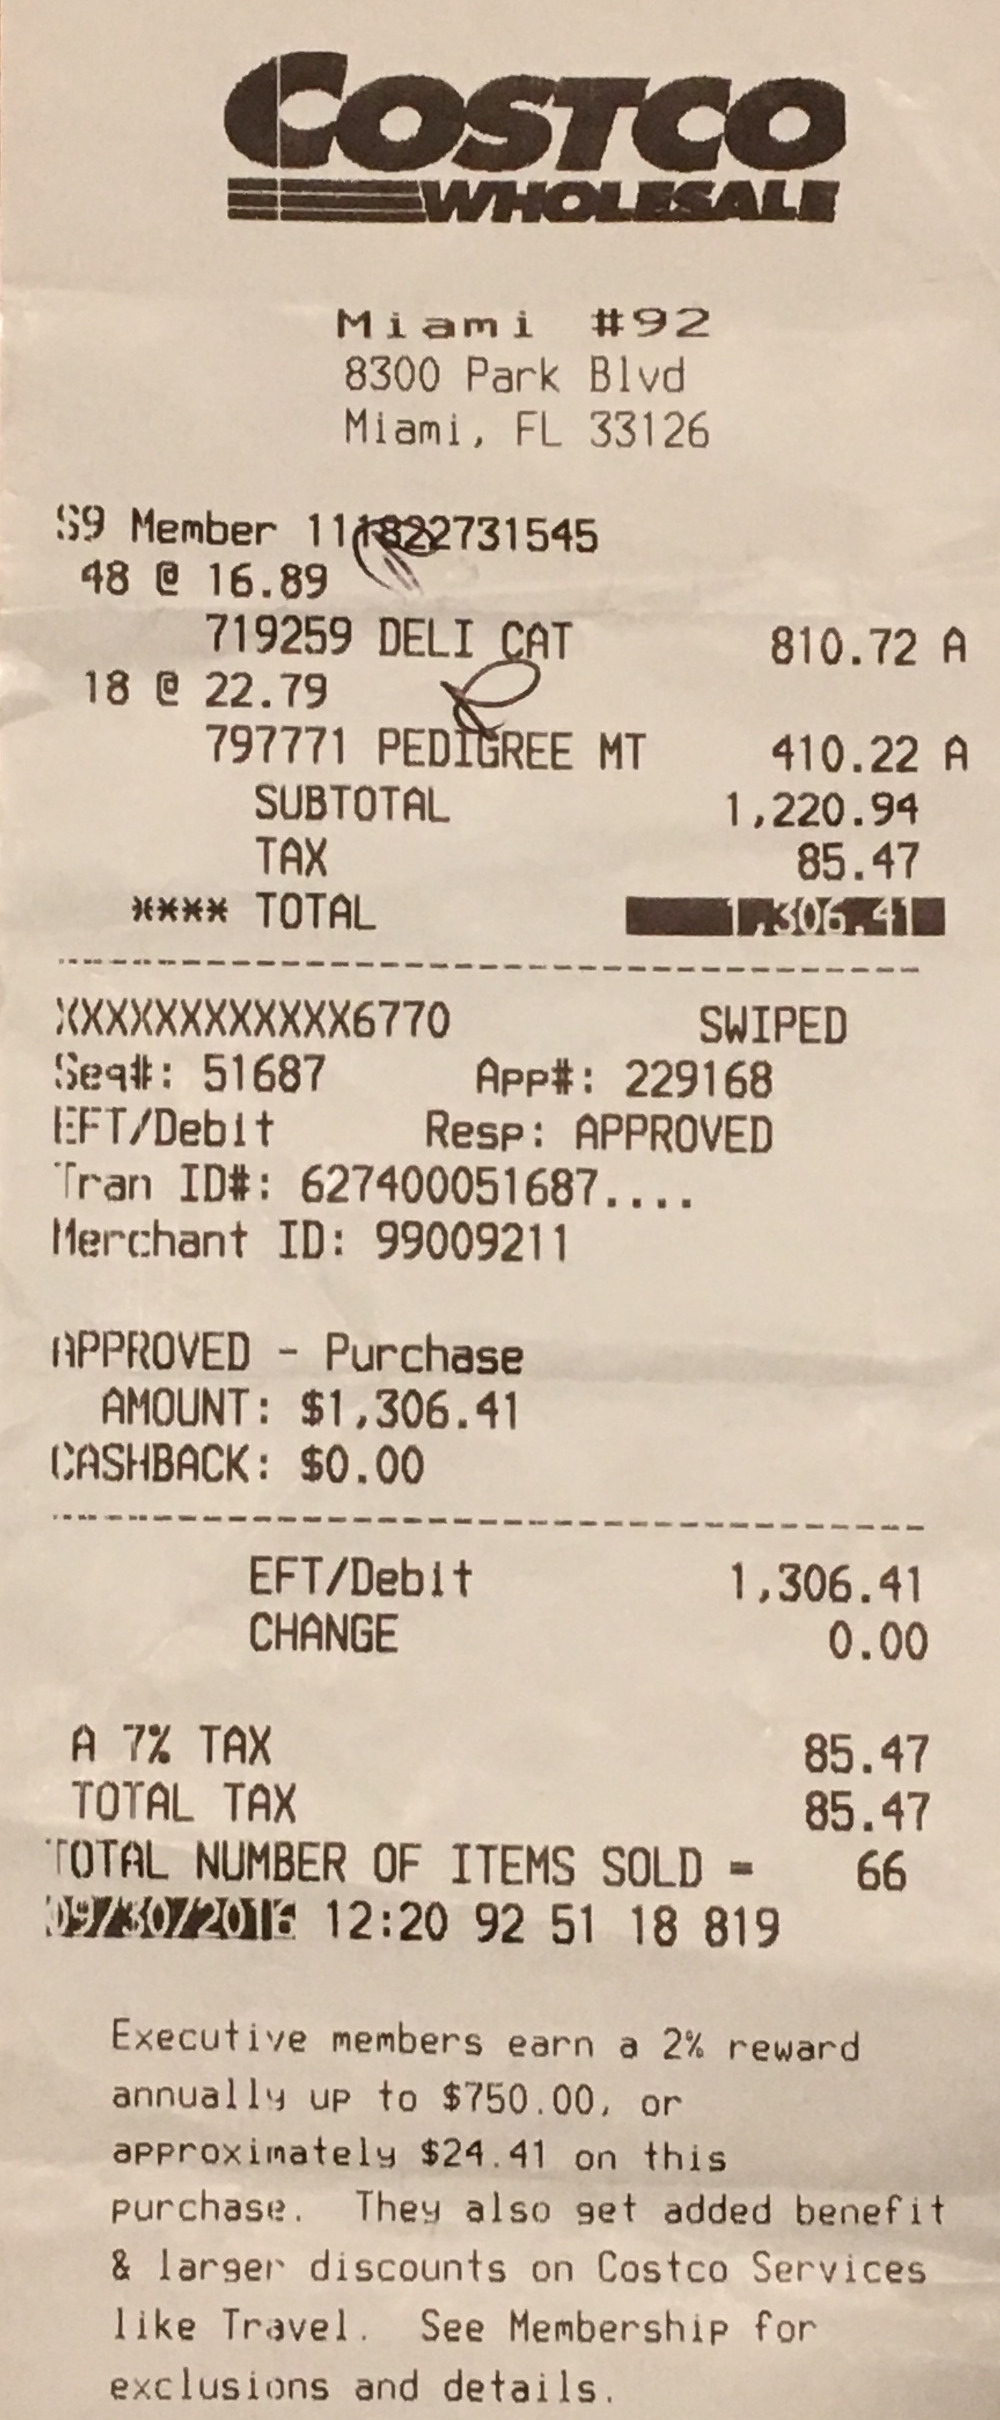 COSTCO
WHOLESALE
Miami #92
8300 Park Blvd
Miami, FL 33126
S9 Member 111822731545
48 @ 16.89
719259 DELI CAT 810.72 A
18 @ 22.79
797771 PEDIGREE MT 410.22 A
SUBTOTAL 1,220.94
TAX 85.47
**** TOTAL 1,306.41
XXXXXXXXXXXX6770 SWIPED
Seq#: 51687 App#: 229168
EFT/Debit Resp: APPROVED
Tran ID#: 627400051687....
Merchant ID: 99009211
APPROVED - Purchase
AMOUNT: $1,306.41
CASHBACK: $0.00
EFT/Debit 1,306.41
CHANGE 0.00
A 7% TAX 85.47
TOTAL TAX 85.47
TOTAL NUMBER OF ITEMS SOLD = 66
09/30/2016 12:20 92 51 18 819
Executive members earn a 2% reward
annually up to $750.00, or
approximately $24.41 on this
purchase. They also get added benefit
& larger discounts on Costco Services
like Travel. See Membership for
exclusions and details.